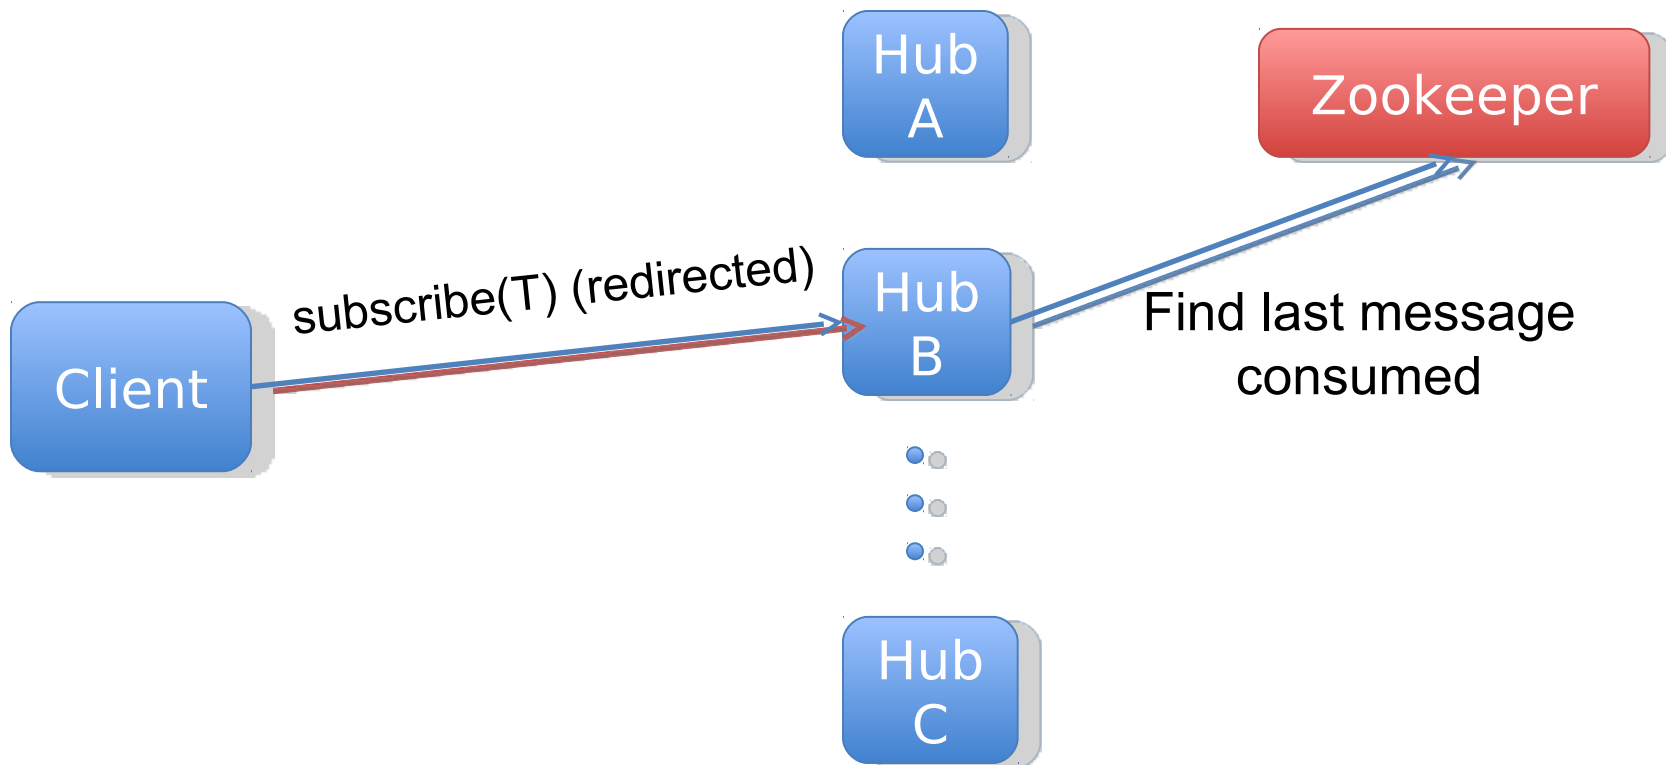 Hub
A
Zookeeper
subscribe(T) (redirected)
Hub
B
Find last message
consumed
Client
Hub
C